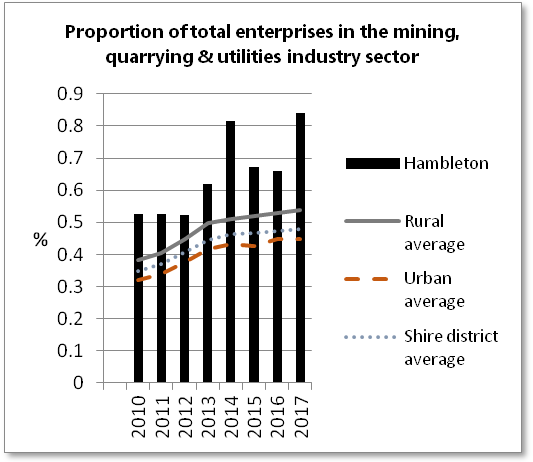 Proportion of total enterprises in the mining,
quarrying & utilities industry sector
0.9
0.8
0.7
0.6
0.5
0.4
0.3
0.2
0.1
0
%
2010
2011
2012
2013
2014
2015
2016
2017
Hambleton
Rural
average
Urban
average
Shire district
average